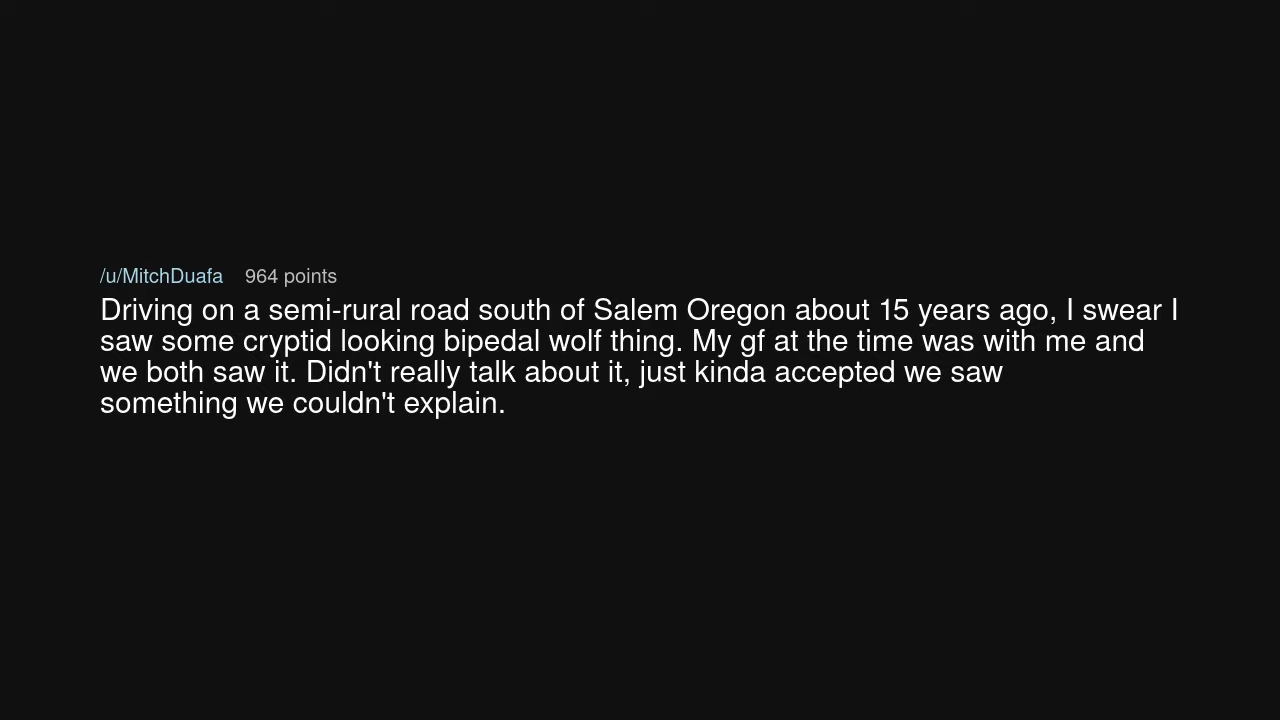 /u/MitchDuafa 964 points
Driving on a semi-rural road south of Salem Oregon about 15 years ago, I swear I
saw some cryptid looking bipedal wolf thing. My gf at the time was with me and
we both saw it. Didn't really talk about it, just kinda accepted we saw
something we couldn't explain.